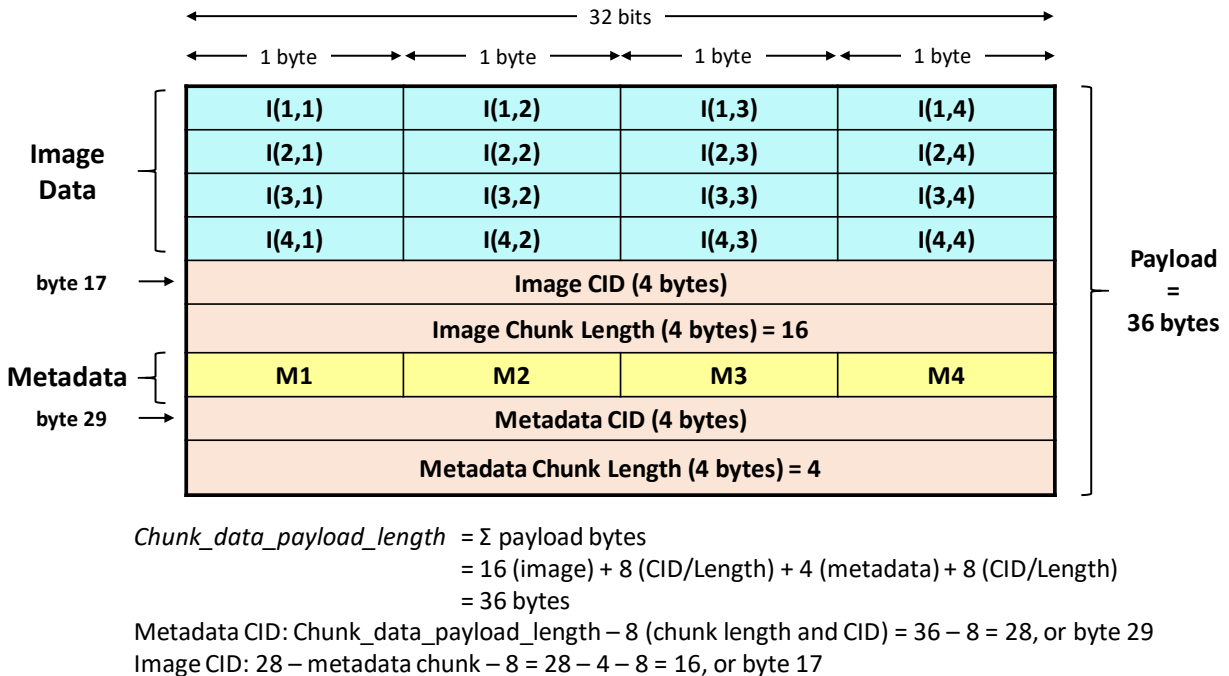 32 bits
1 byte 1 byte 1 byte 1 byte
I(1,1) I(1,2) I(1,3) I(1,4)
I(2,1) I(2,2) I(2,3) I(2,4)
Image
Data
I(3,1) I(3,2) I(3,3) I(3,4)
I(4,1) I(4,2) I(4,3) I(4,4)
byte 17
Image CID (4 bytes)
Payload
=
36 bytes
Image Chunk Length (4 bytes) = 16
Metadata
M1 M2 M3 M4
byte 29
Metadata CID (4 bytes)
Metadata Chunk Length (4 bytes) = 4
Chunk_data_payload_length = Σ payload bytes
= 16 (image) + 8 (CID/Length) + 4 (metadata) + 8 (CID/Length)
= 36 bytes
Metadata CID: Chunk_data_payload_length – 8 (chunk length and CID) = 36 – 8 = 28, or byte 29
Image CID: 28 – metadata chunk – 8 = 28 – 4 – 8 = 16, or byte 17